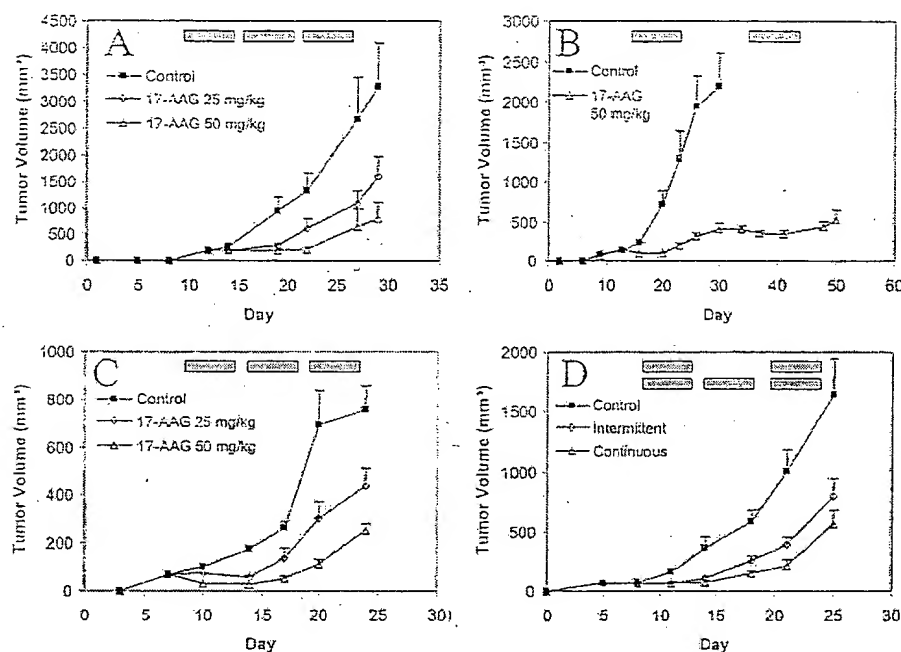 A
4500
4000
3500
3000
2500
2000
1500
1000
500
0
Tumor Volume (mm³)
Control
17-AAG 25 mg/kg
17-AAG 50 mg/kg
0 5 10 15 20 25 30 35
Day
B
3000
2500
2000
1500
1000
500
0
Tumor Volume (mm³)
Control
17-AAG
50 mg/kg
0 10 20 30 40 50 60
Day
C
1000
800
600
400
200
0
Tumor Volume (mm³)
Control
17-AAG 25 mg/kg
17-AAG 50 mg/kg
0 5 10 15 20 25 30
Day
D
2000
1500
1000
500
0
Tumor Volume (mm³)
Control
Intermittent
Continuous
0 5 10 15 20 25 30
Day